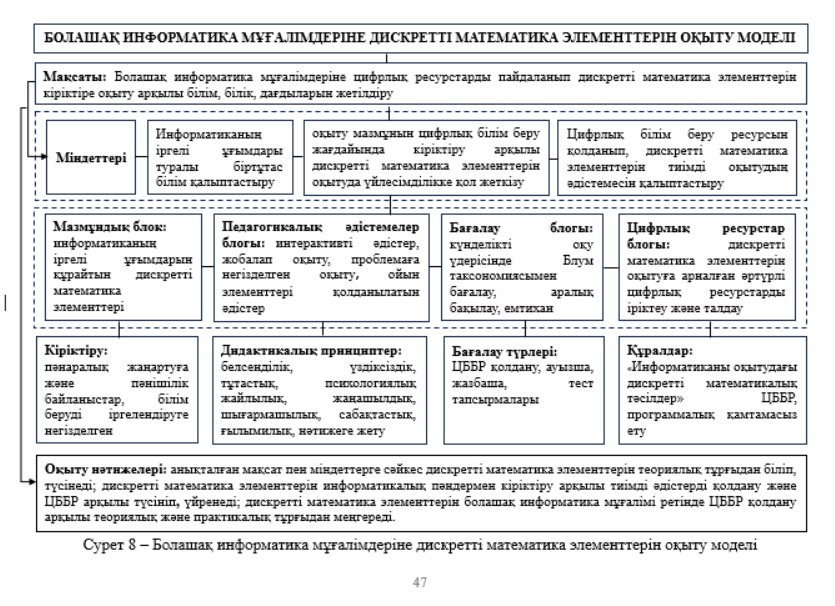 БОЛАШАҚ ИНФОРМАТИКА МҰҒАЛІМДЕРІНЕ ДИСКРЕТТІ МАТЕМАТИКА ЭЛЕМЕНТТЕРІН ОҚЫТУ МОДЕЛІ
Мақсаты: Болашақ информатика мұғалімдеріне цифрлық ресурстарды пайдаланып дискретті математика элементтерін
кіріктіре оқыту арқылы білім, білік, дағдыларын жетілдіру
Міндеттері
Информатиканың
іргелі ұғымдары
туралы біртұтас
білім қалыптастыру
оқыту мазмұнын цифрлық білім беру
жағдайында кіріктіру арқылы
дискретті математика элементтерін
оқытуда үйлесімділікке қол жеткізу
Цифрлық білім беру ресурсын
қолданып, дискретті математика
элементтерін тиімді оқытудың
әдістемесін қалыптастыру
Мазмұндық блок:
информатиканың
іргелі ұғымдарын
құрайтын дискретті
математика
элементтері
Педагогикалық әдістемелер
блогы: интерактивті әдістер,
жобалап оқыту, проблемаға
негізделген оқыту, ойын
элементтері қолданылатын
әдістер
Бағалау блогы:
күнделікті оқу
үдерісінде Блум
таксономиясымен
бағалау, аралық
бақылау, емтихан
Цифрлық ресурстар
блогы: дискретті
математика элементтерін
оқытуға арналған әртүрлі
цифрлық ресурстарды
іріктеу және талдау
Кіріктіру:
пәнаралық жаңартуға
және пәнішілік
байланыстар, білім
беруді іргелендіруге
негізделген
Дидактикалық принциптер:
белсенділік, үздіксіздік,
тұтастық, психологиялық
жайлылық, жаңашылдық,
шығармашылық, сабақтастық,
ғылымилық, нәтижеге жету
Бағалау түрлері:
ЦББР қолдану, ауызша,
жазбаша, тест
тапсырмалары
Құралдар:
«Информатиканы оқытудағы
дискретті математикалық
тәсілдер» ЦББР,
программалық қамтамасыз
ету
Оқыту нәтижелері: анықталған мақсат пен міндеттерге сәйкес дискретті математика элементтерін теориялық тұрғыдан біліп,
түсінеді; дискретті математика элементтерін информатикалық пәндермен кіріктіру арқылы тиімді әдістерді қолдану және
ЦББР арқылы түсініп, үйренеді; дискретті математика элементтерін болашақ информатика мұғалімі ретінде ЦББР қолдану
арқылы теориялық және практикалық тұрғыдан меңгереді.
Сурет 8 – Болашақ информатика мұғалімдеріне дискретті математика элементтерін оқыту моделі
47